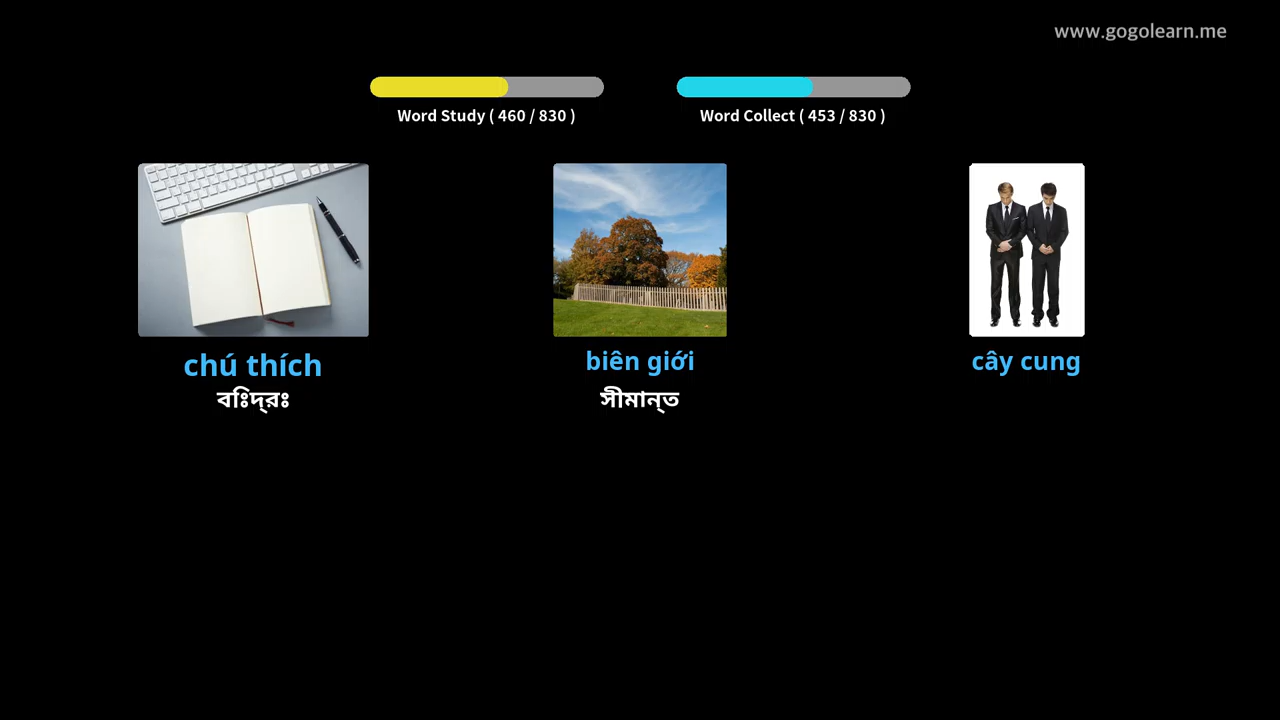 www.gogolearn.me
Word Study ( 460 / 830 )
Word Collect ( 453 / 830 )
chú thích
biên giới
cây cung
সীমান্ত